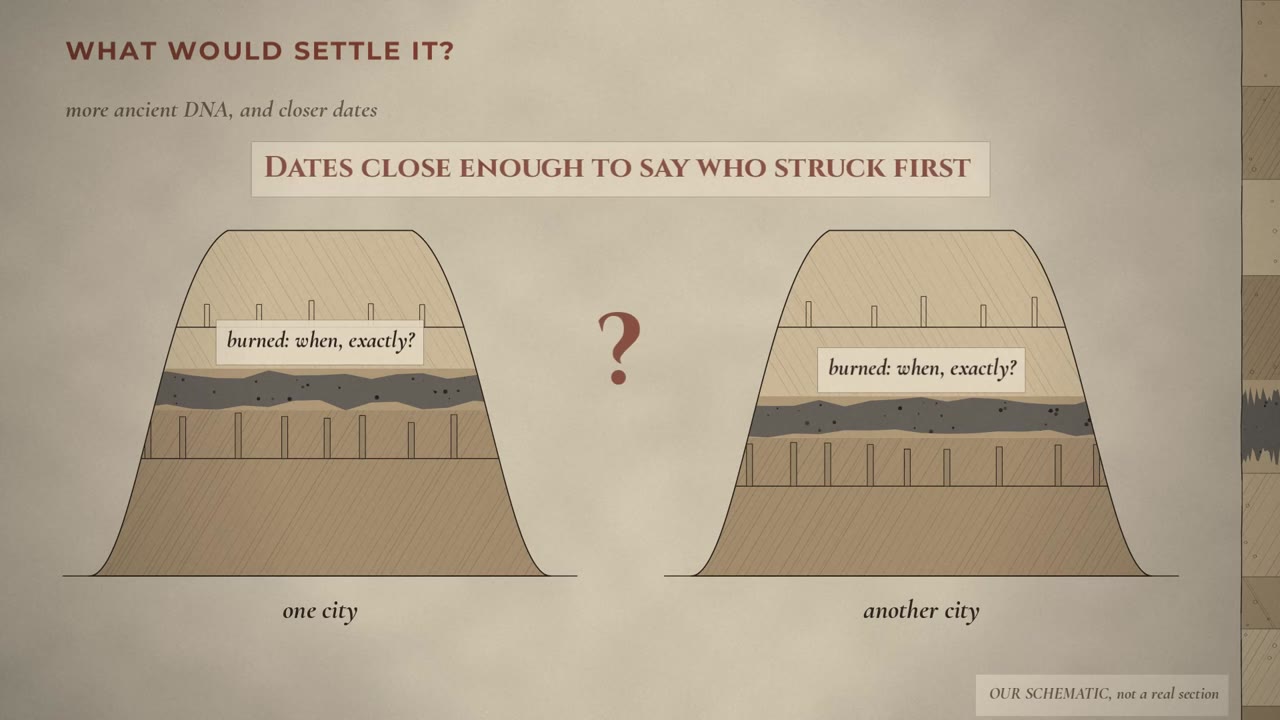 WHAT WOULD SETTLE IT?
more ancient DNA, and closer dates
DATES CLOSE ENOUGH TO SAY WHO STRUCK FIRST
burned: when, exactly?
?
burned: when, exactly?
one city
another city
OUR SCHEMATIC, not a real section